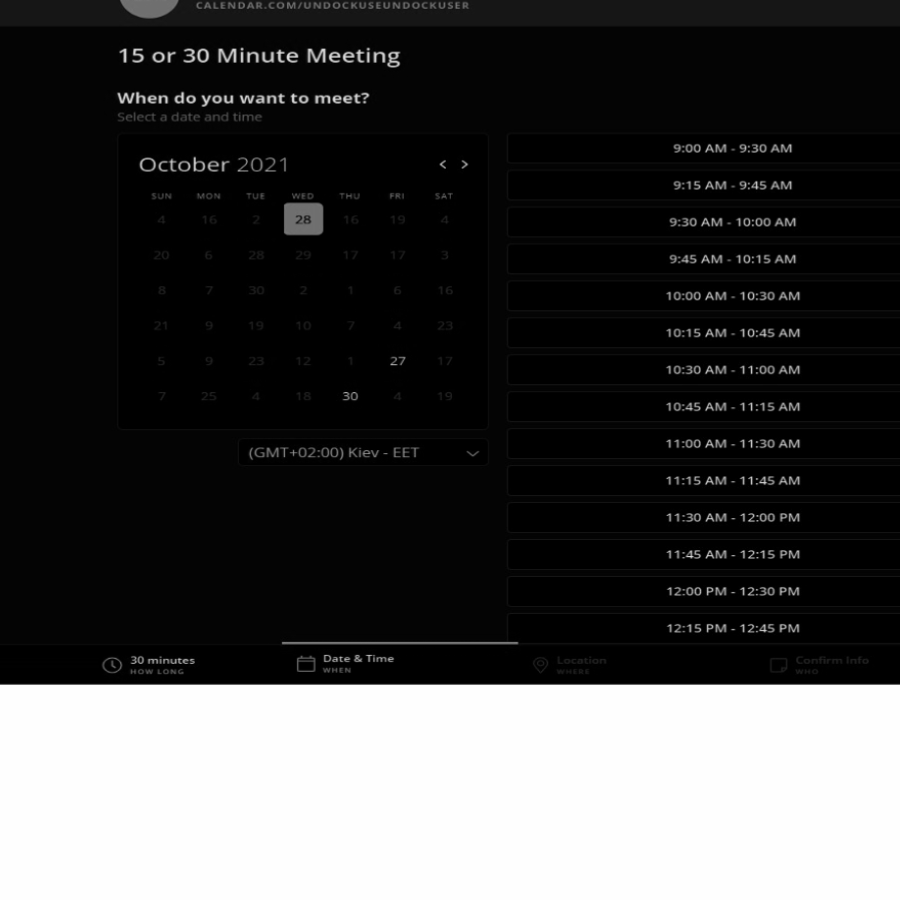 CALENDAR.COM/UNDOCKUSEUNDOCKUSER
15 or 30 Minute Meeting
When do you want to meet?
Select a date and time
October 2021 < >
SUN MON TUE WED THU FRI SAT
4 16 2 28 16 19 4
20 6 28 29 17 17 3
8 7 30 2 1 6 16
21 9 19 10 7 4 23
5 9 23 12 1 27 17
7 25 4 18 30 4 19
(GMT+02:00) Kiev - EET
9:00 AM - 9:30 AM
9:15 AM - 9:45 AM
9:30 AM - 10:00 AM
9:45 AM - 10:15 AM
10:00 AM - 10:30 AM
10:15 AM - 10:45 AM
10:30 AM - 11:00 AM
10:45 AM - 11:15 AM
11:00 AM - 11:30 AM
11:15 AM - 11:45 AM
11:30 AM - 12:00 PM
11:45 AM - 12:15 PM
12:00 PM - 12:30 PM
12:15 PM - 12:45 PM
30 minutes
HOW LONG
Date & Time
WHEN
Location
WHERE
Confirm Info
WHO